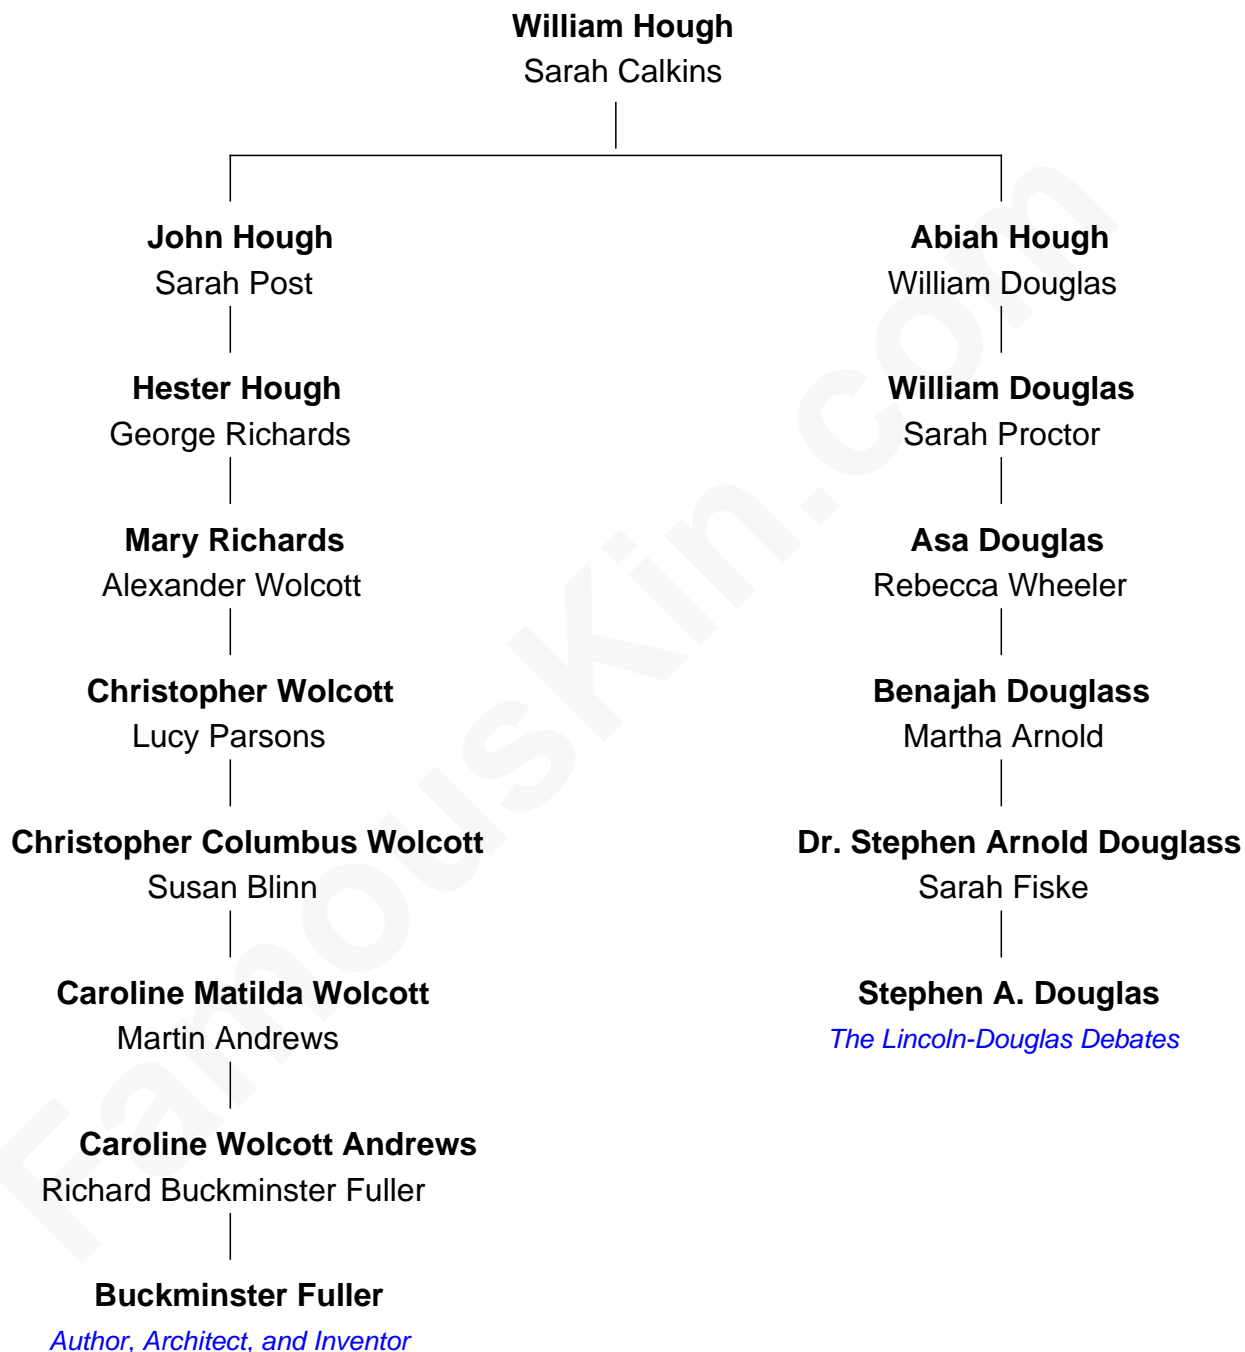 William Hough
Sarah Calkins
John Hough
Sarah Post
Abiah Hough
William Douglas
Hester Hough
George Richards
William Douglas
Sarah Proctor
Mary Richards
Alexander Wolcott
Asa Douglas
Rebecca Wheeler
Christopher Wolcott
Lucy Parsons
Benajah Douglass
Martha Arnold
Christopher Columbus Wolcott
Susan Blinn
Dr. Stephen Arnold Douglass
Sarah Fiske
Caroline Matilda Wolcott
Martin Andrews
Stephen A. Douglas
The Lincoln-Douglas Debates
Caroline Wolcott Andrews
Richard Buckminster Fuller
Buckminster Fuller
Author, Architect, and Inventor
FamousKin.com